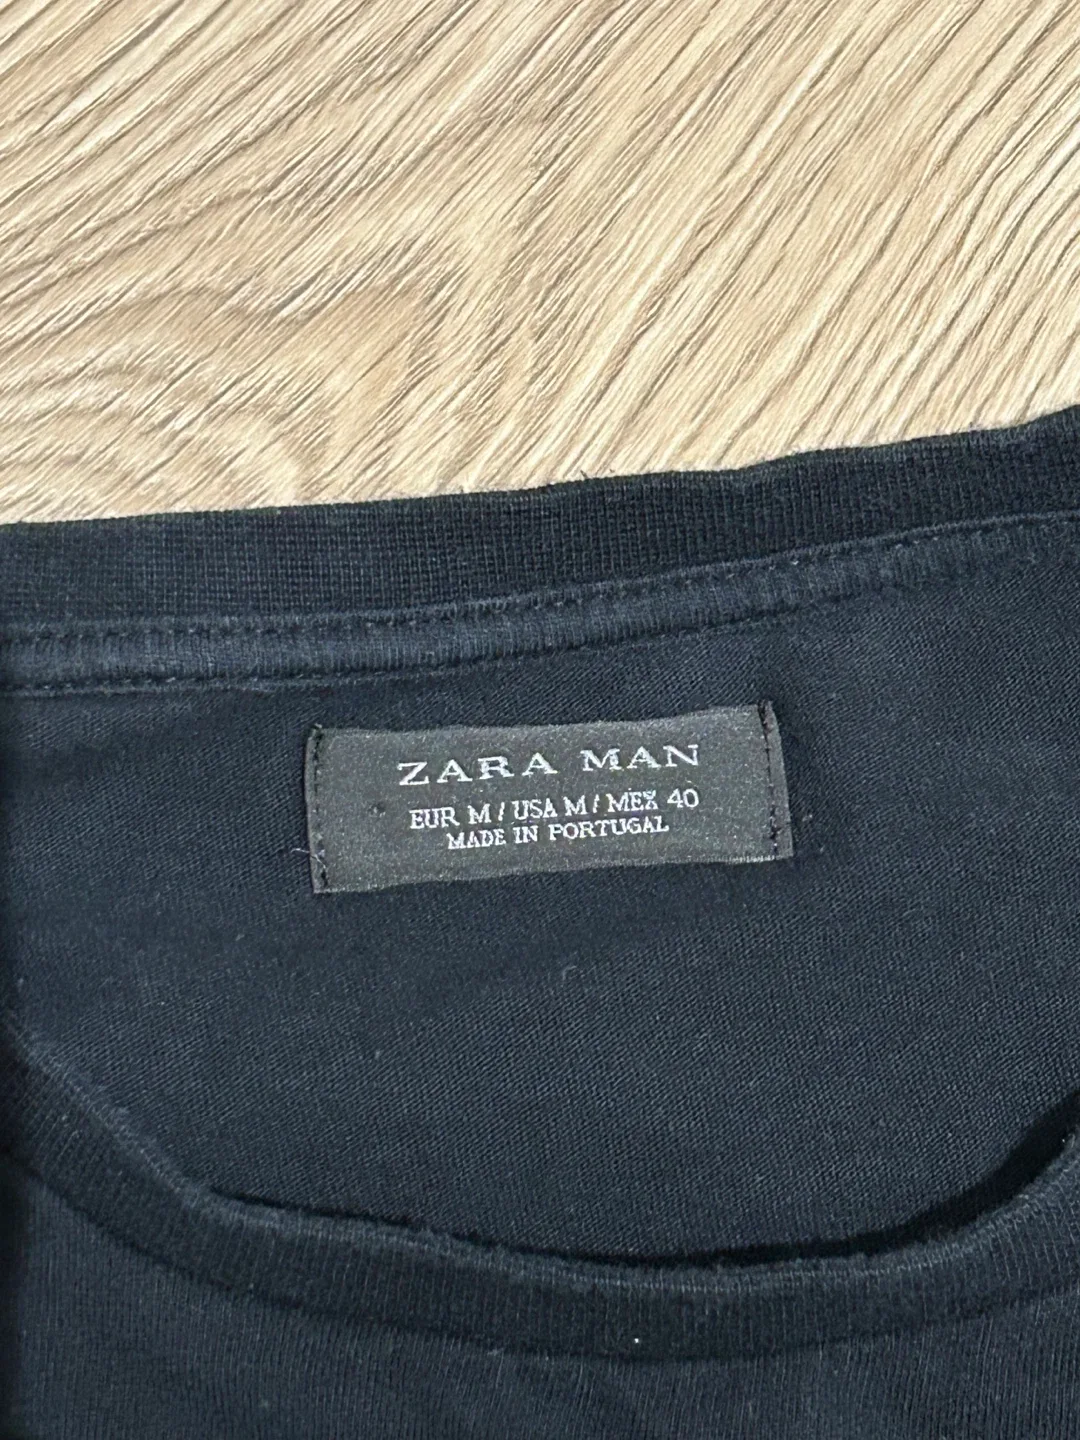 ZARA MAN
EUR M / USA M / MEX 40
MADE IN PORTUGAL